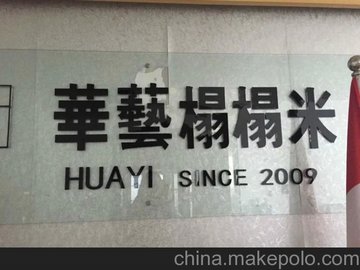 華藝榻榻米
HUAYI SINCE 2009
china.makepolo.com